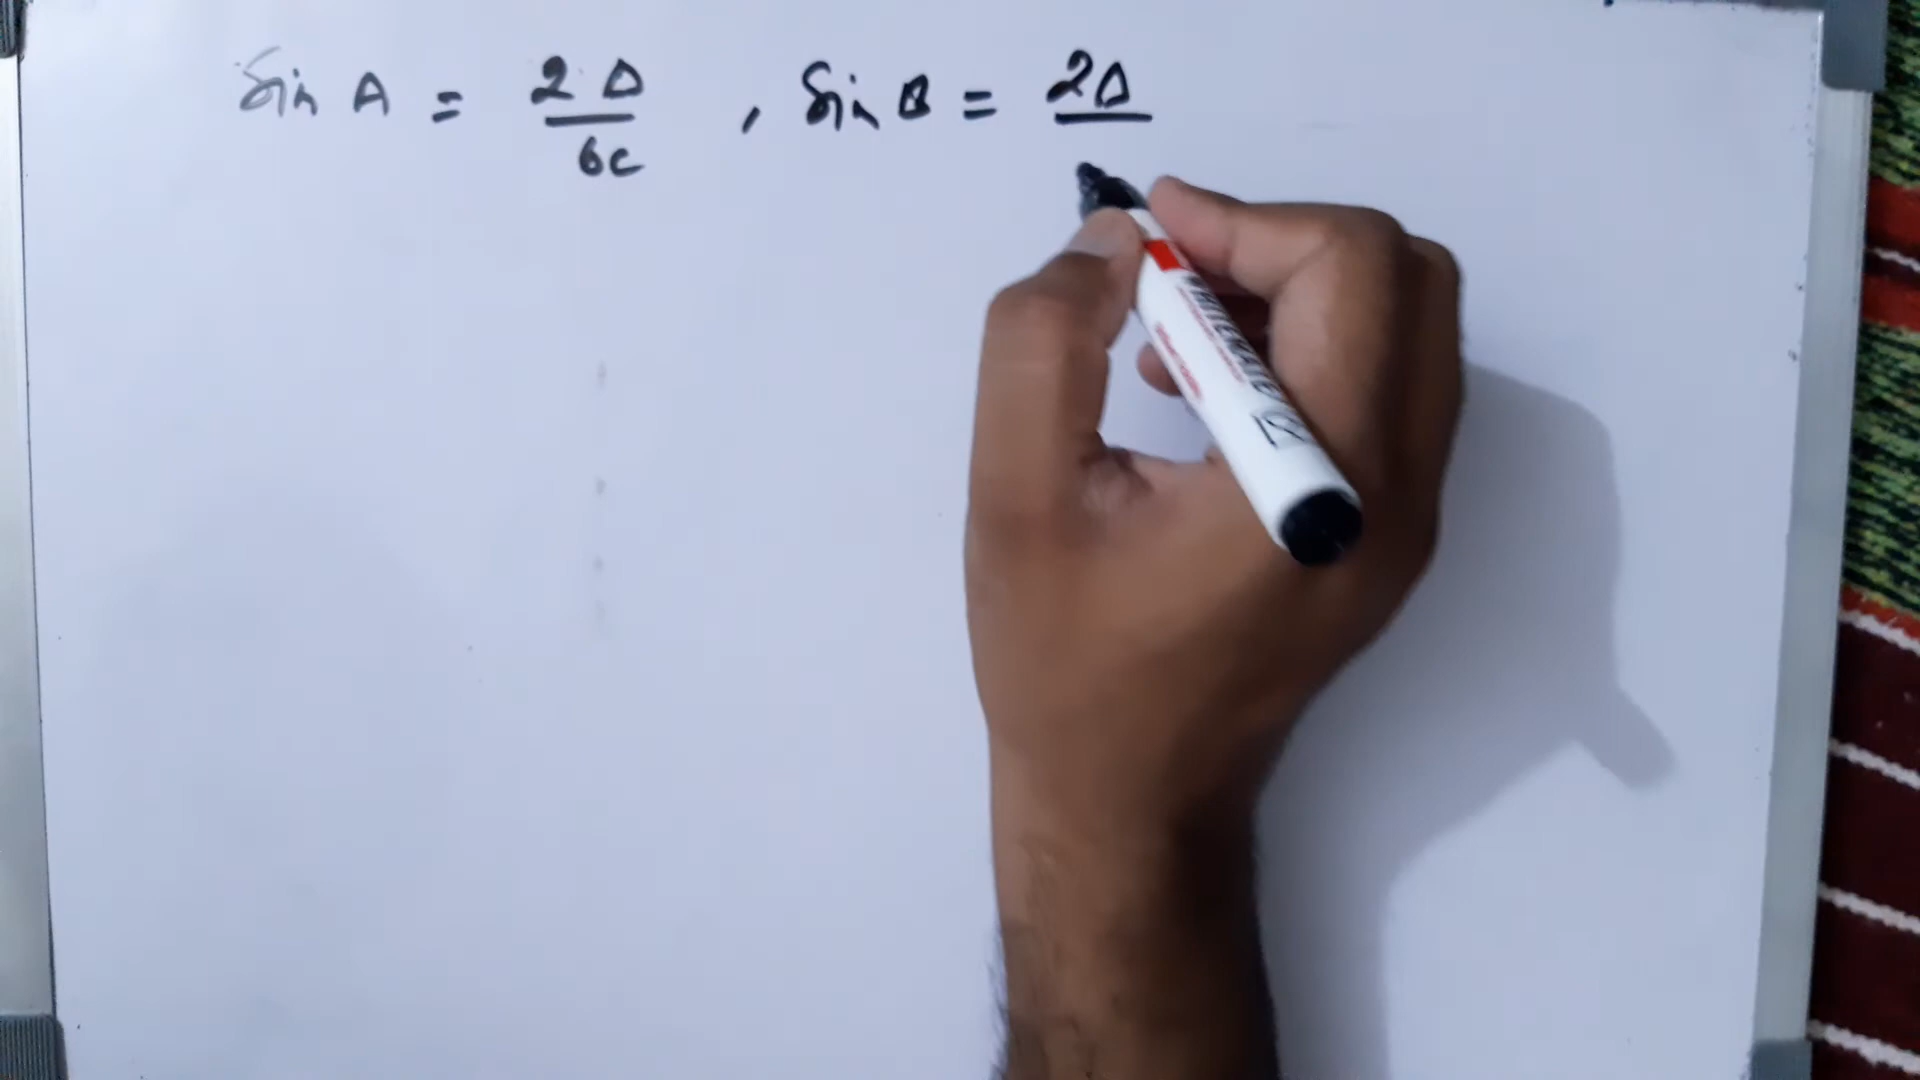 Sin A = 2Δ/bc , Sin B = 2Δ/